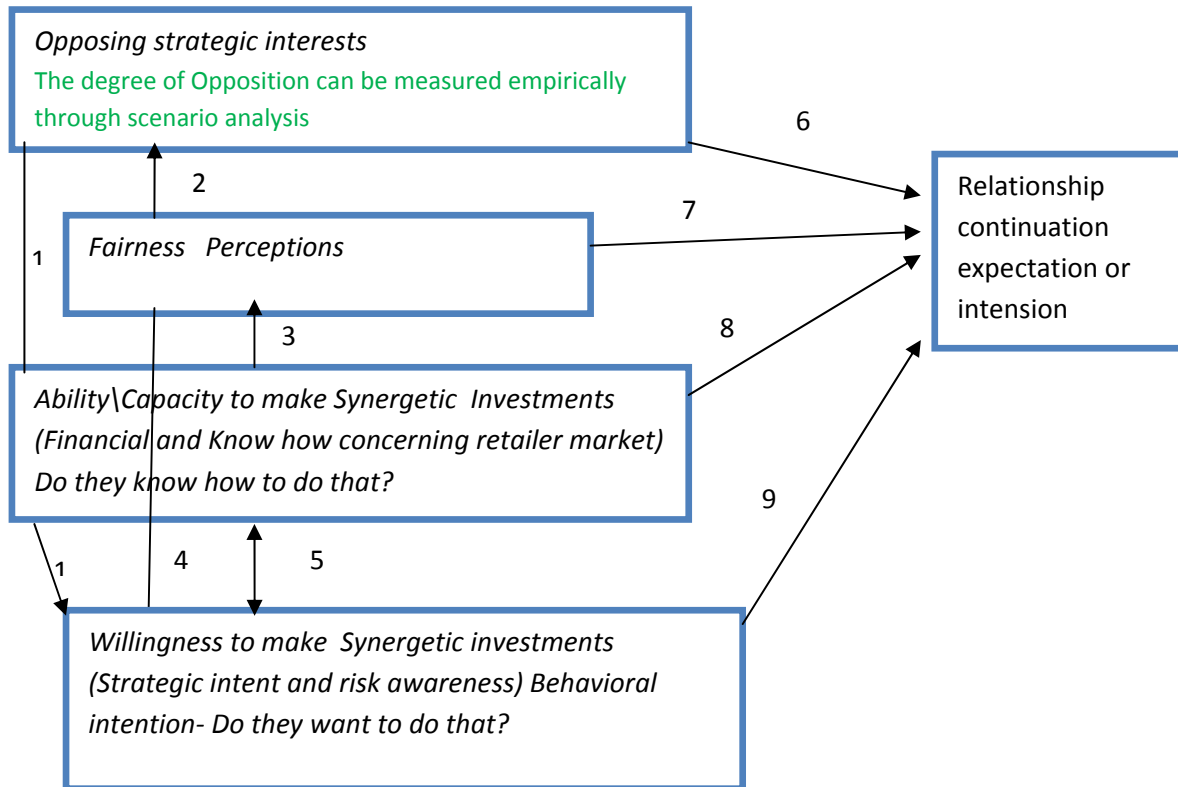 Opposing strategic interests
The degree of Opposition can be measured empirically
through scenario analysis
6
2
7
Relationship
continuation
expectation or
intension
1
Fairness Perceptions
3
8
Ability\Capacity to make Synergetic Investments
(Financial and Know how concerning retailer market)
Do they know how to do that?
9
1
4
5
Willingness to make Synergetic investments
(Strategic intent and risk awareness) Behavioral
intention- Do they want to do that?